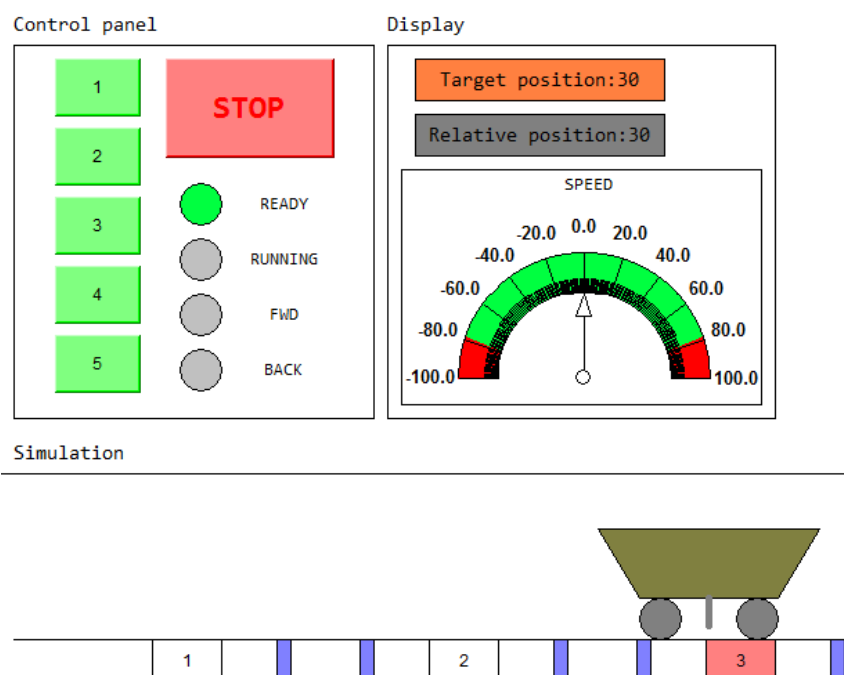 Control panel
1
2
3
4
5
STOP
READY
RUNNING
FWD
BACK
Display
Target position:30
Relative position:30
SPEED
-100.0
-80.0
-60.0
-40.0
-20.0
0.0
20.0
40.0
60.0
80.0
100.0
Simulation
1
2
3